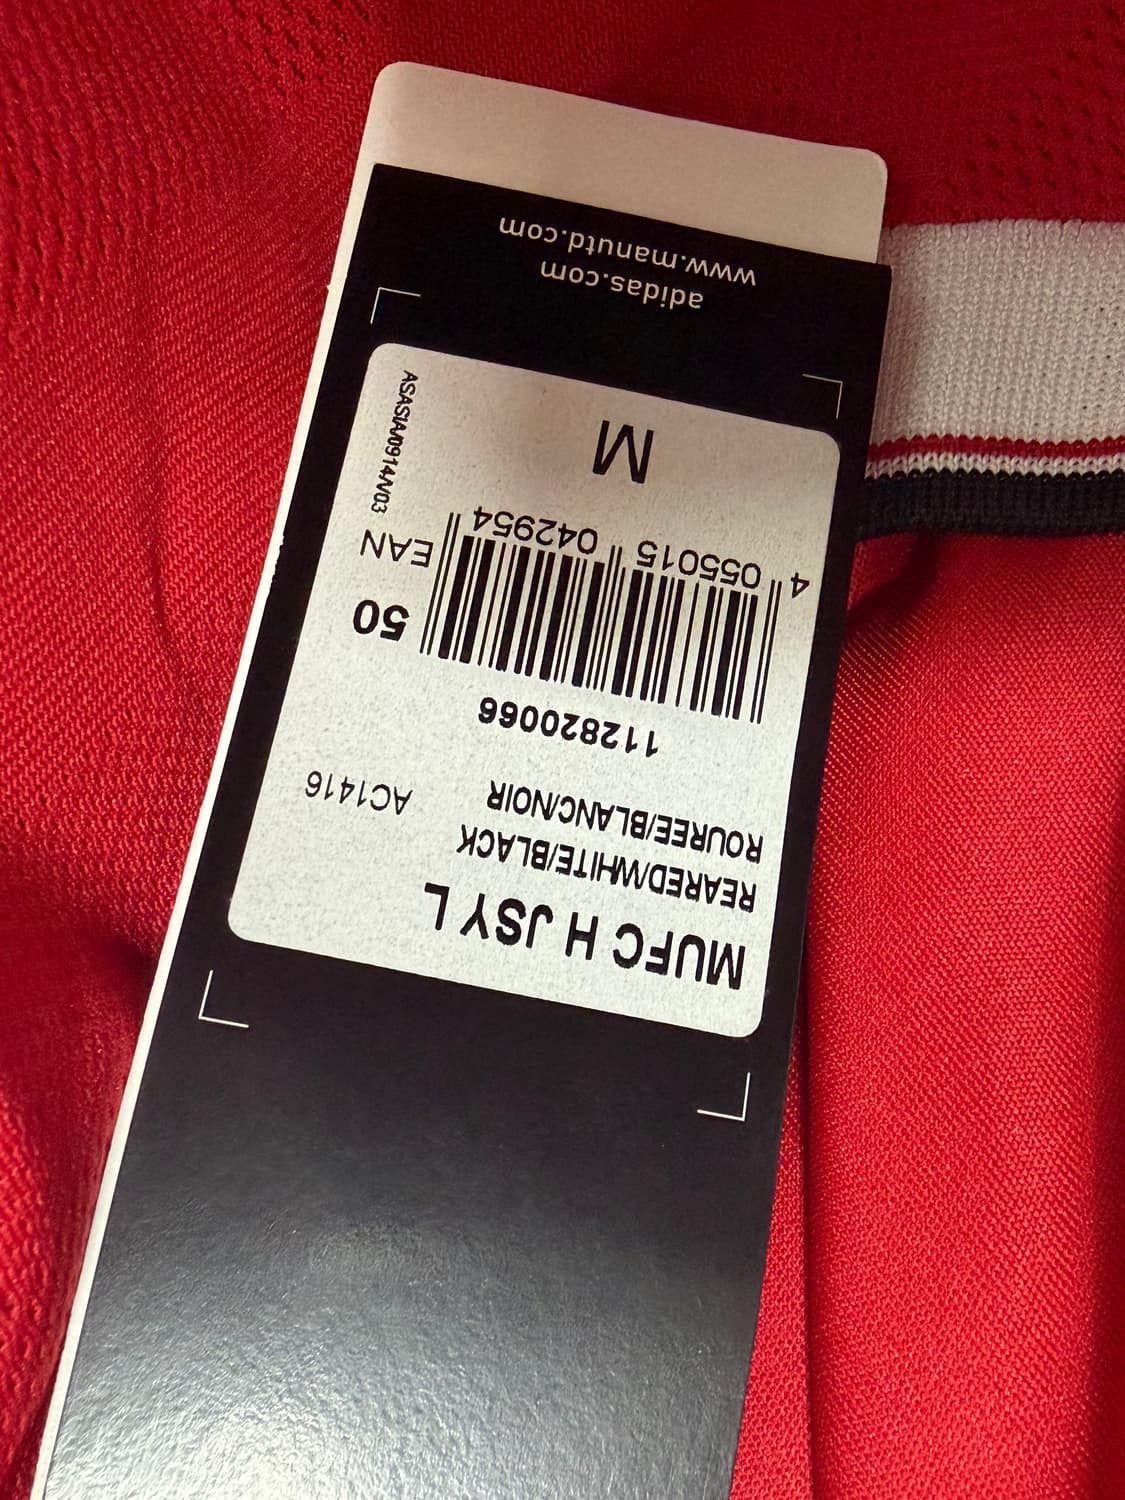 MUFC H JSY L
REARED/WHITE/BLACK
ROUREE/BLANC/NOIR AC1416
112820066
50
EAN
4 055015 042954
M
ASASIA/0914/V03
adidas.com
www.manutd.com